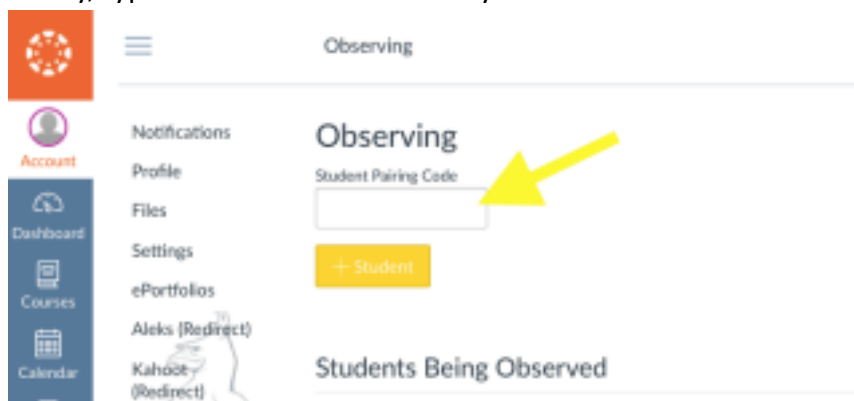 Observing
Account
Dashboard
Courses
Calendar
Notifications
Profile
Files
Settings
ePortfolios
Aleks (Redirect)
Kahoot
(Redirect)
Observing
Student Pairing Code
+ Student
Students Being Observed